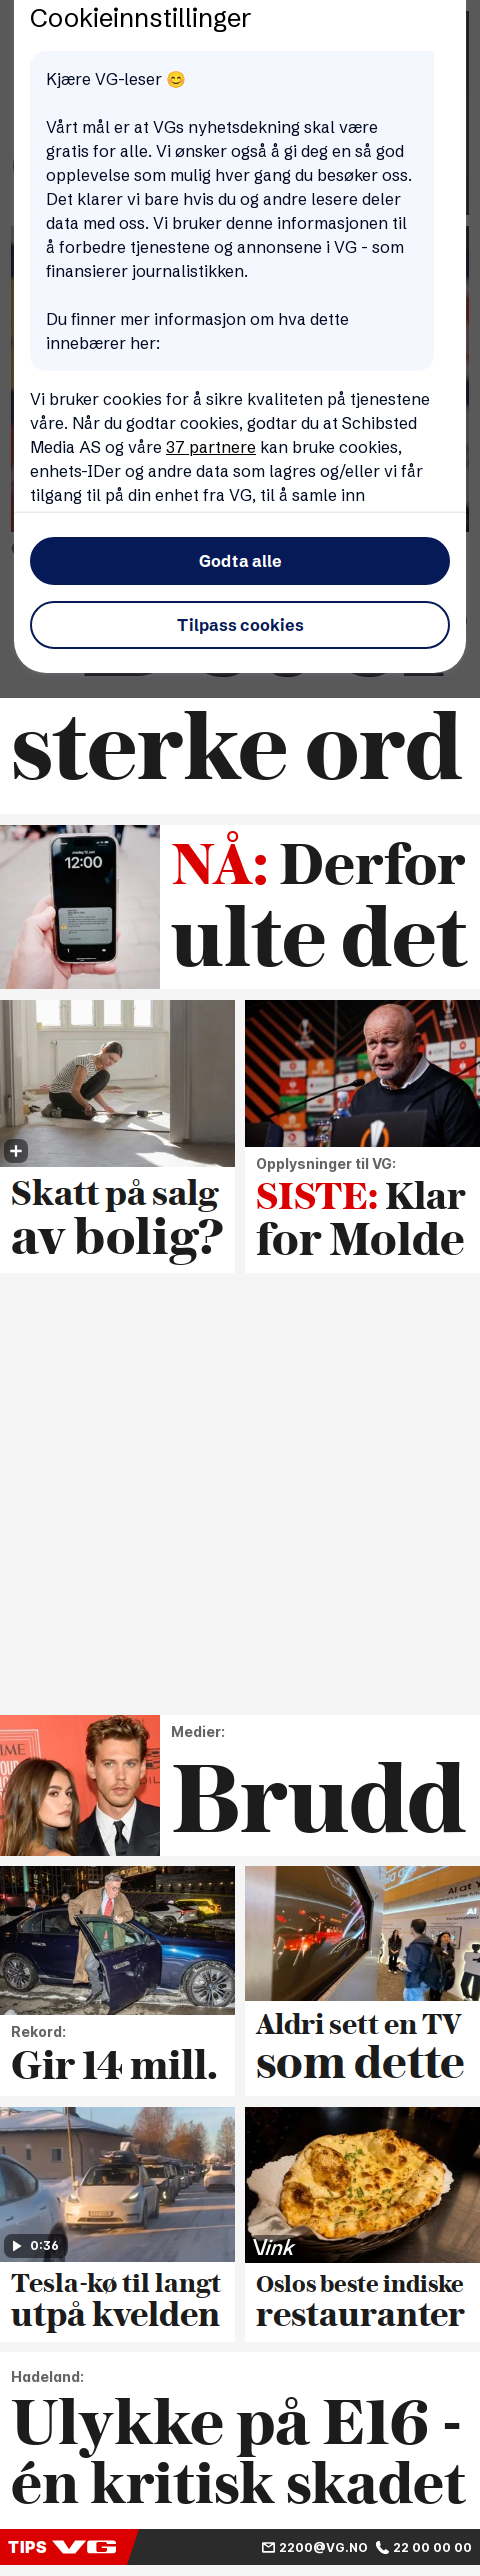 Cookieinnstillinger
Kjære VG-leser 😊
Vårt mål er at VGs nyhetsdekning skal være
gratis for alle. Vi ønsker også å gi deg en så god
opplevelse som mulig hver gang du besøker oss.
Det klarer vi bare hvis du og andre lesere deler
data med oss. Vi bruker denne informasjonen til
å forbedre tjenestene og annonsene i VG - som
finansierer journalistikken.
Du finner mer informasjon om hva dette
innebærer her:
Vi bruker cookies for å sikre kvaliteten på tjenestene
våre. Når du godtar cookies, godtar du at Schibsted
Media AS og våre 37 partnere kan bruke cookies,
enhets-IDer og andre data som lagres og/eller vi får
tilgang til på din enhet fra VG, til å samle inn
Godta alle
Tilpass cookies
sterke ord
12:00
NÅ: Derfor
ulte det
Skatt på salg
av bolig?
Opplysninger til VG:
SISTE: Klar
for Molde
Medier:
Brudd
Rekord:
Gir 14 mill.
AI at
AI
Aldri sett en TV
som dette
0:36
Tesla-kø til langt
utpå kvelden
Vink
Oslos beste indiske
restauranter
Hadeland:
Ulykke på E16 -
én kritisk skadet
TIPS VG
2200@VG.NO 22 00 00 00